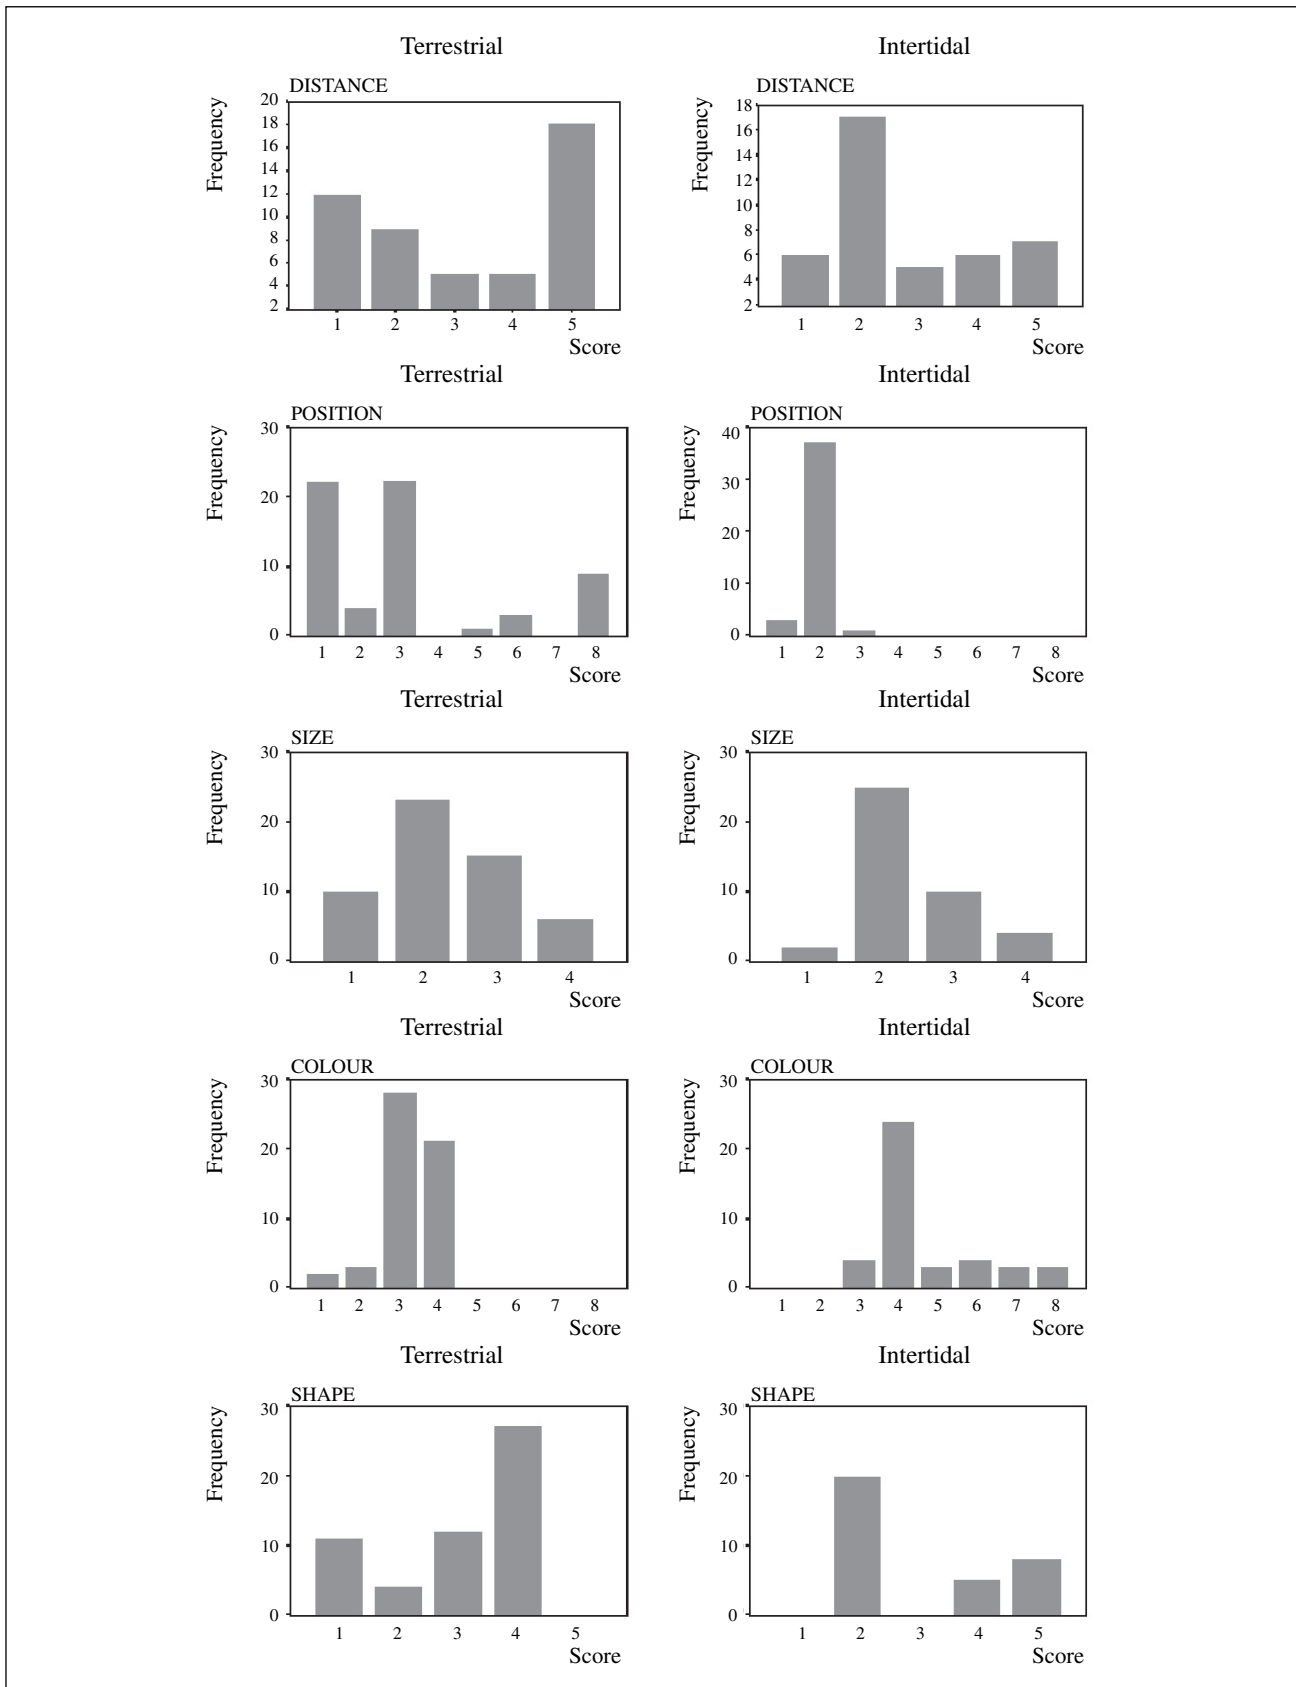 Terrestrial
DISTANCE
Frequency
20
18
16
14
12
10
8
6
4
2
1 2 3 4 5
Score
Intertidal
DISTANCE
Frequency
18
16
14
12
10
8
6
4
2
1 2 3 4 5
Score
Terrestrial
POSITION
Frequency
30
20
10
0
1 2 3 4 5 6 7 8
Score
Intertidal
POSITION
Frequency
40
30
20
10
0
1 2 3 4 5 6 7 8
Score
Terrestrial
SIZE
Frequency
30
20
10
0
1 2 3 4
Score
Intertidal
SIZE
Frequency
30
20
10
0
1 2 3 4
Score
Terrestrial
COLOUR
Frequency
30
20
10
0
1 2 3 4 5 6 7 8
Score
Intertidal
COLOUR
Frequency
30
20
10
0
1 2 3 4 5 6 7 8
Score
Terrestrial
SHAPE
Frequency
30
20
10
0
1 2 3 4 5
Score
Intertidal
SHAPE
Frequency
30
20
10
0
1 2 3 4 5
Score